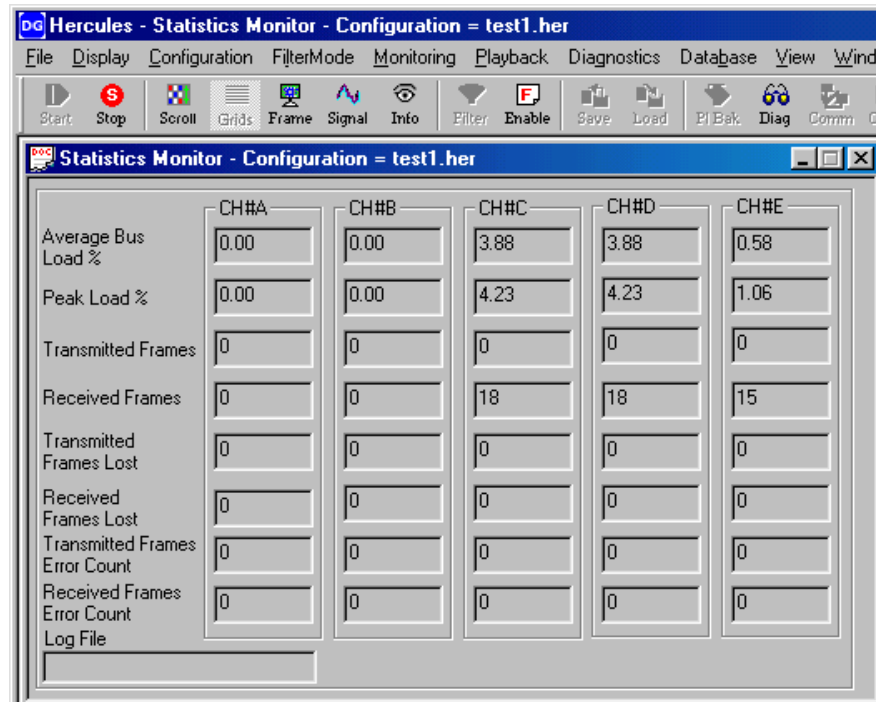 DG Hercules - Statistics Monitor - Configuration = test1.her
File Display Configuration FilterMode Monitoring Playback Diagnostics Database View Wind
Start Stop Scroll Grids Frame Signal Info Filter Enable Save Load Pl Bak Diag Comm
DOC Statistics Monitor - Configuration = test1.her
CH#A CH#B CH#C CH#D CH#E
Average Bus Load % 0.00 0.00 3.88 3.88 0.58
Peak Load % 0.00 0.00 4.23 4.23 1.06
Transmitted Frames 0 0 0 0 0
Received Frames 0 0 18 18 15
Transmitted Frames Lost 0 0 0 0 0
Received Frames Lost 0 0 0 0 0
Transmitted Frames Error Count 0 0 0 0 0
Received Frames Error Count 0 0 0 0 0
Log File